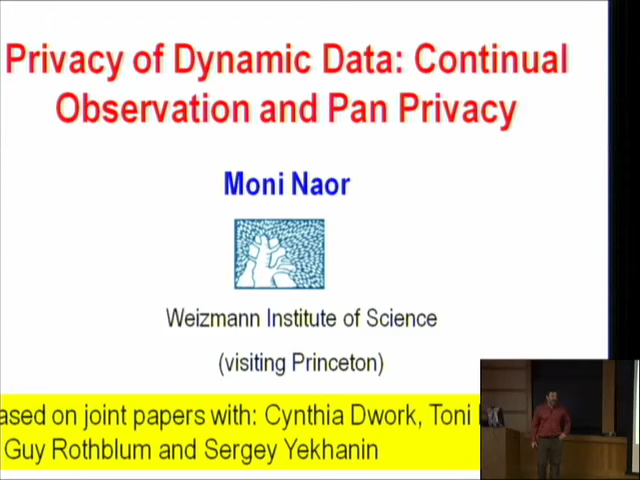 Privacy of Dynamic Data: Continual
Observation and Pan Privacy
Moni Naor
Weizmann Institute of Science
(visiting Princeton)
ased on joint papers with: Cynthia Dwork, Toni
Guy Rothblum and Sergey Yekhanin